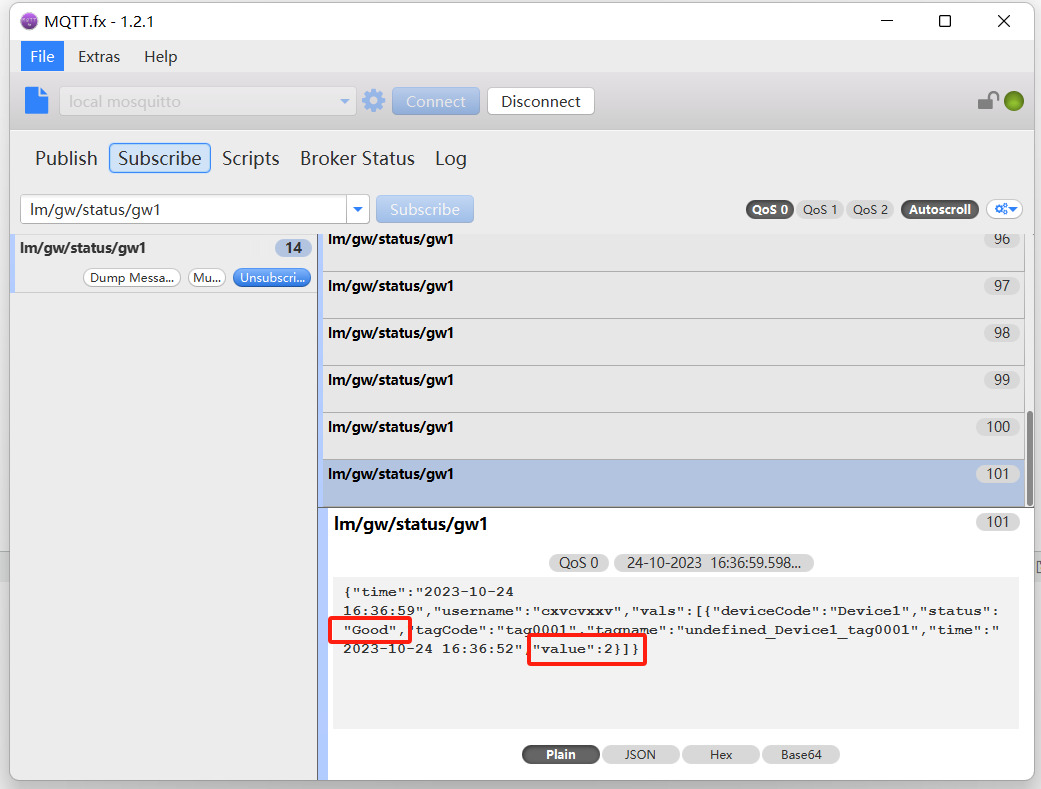 MQTT.fx - 1.2.1
File Extras Help
local mosquitto Connect Disconnect
Publish Subscribe Scripts Broker Status Log
lm/gw/status/gw1 Subscribe QoS 0 QoS 1 QoS 2 Autoscroll
lm/gw/status/gw1 14
Dump Messa... Mu... Unsubscri...
lm/gw/status/gw1 96
lm/gw/status/gw1 97
lm/gw/status/gw1 98
lm/gw/status/gw1 99
lm/gw/status/gw1 100
lm/gw/status/gw1 101
lm/gw/status/gw1 101
QoS 0 24-10-2023 16:36:59.598...
{"time":"2023-10-24
16:36:59","username":"cxvcvxxv","vals":[{"deviceCode":"Device1","status":
"Good","tagCode":"tag0001","tagname":"undefined_Device1_tag0001","time":"
2023-10-24 16:36:52","value":2}]}
Plain JSON Hex Base64